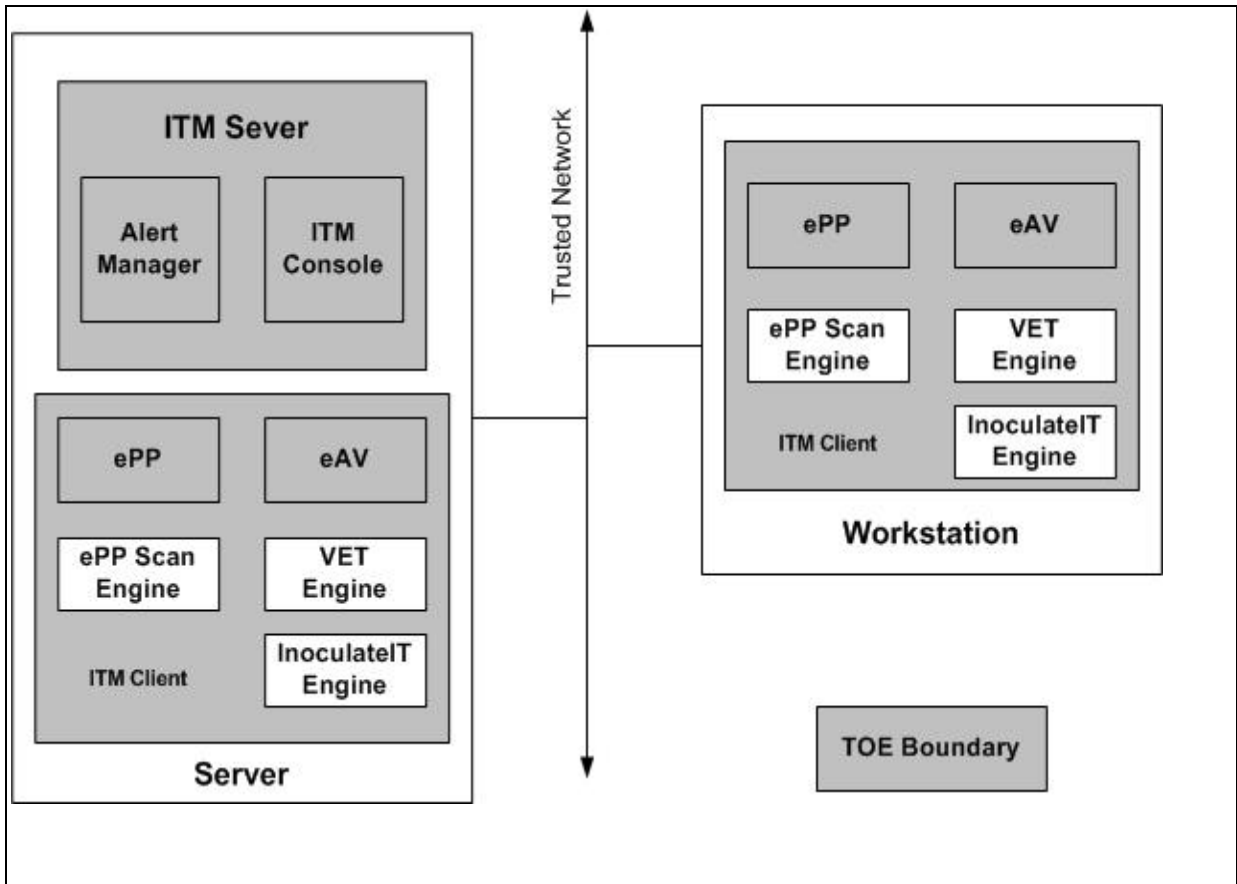 ITM Sever
Alert
Manager
ITM
Console
ePP
eAV
ePP Scan
Engine
VET
Engine
ITM Client
InoculateIT
Engine
Server
Trusted Network
ePP
eAV
ePP Scan
Engine
VET
Engine
ITM Client
InoculateIT
Engine
Workstation
TOE Boundary